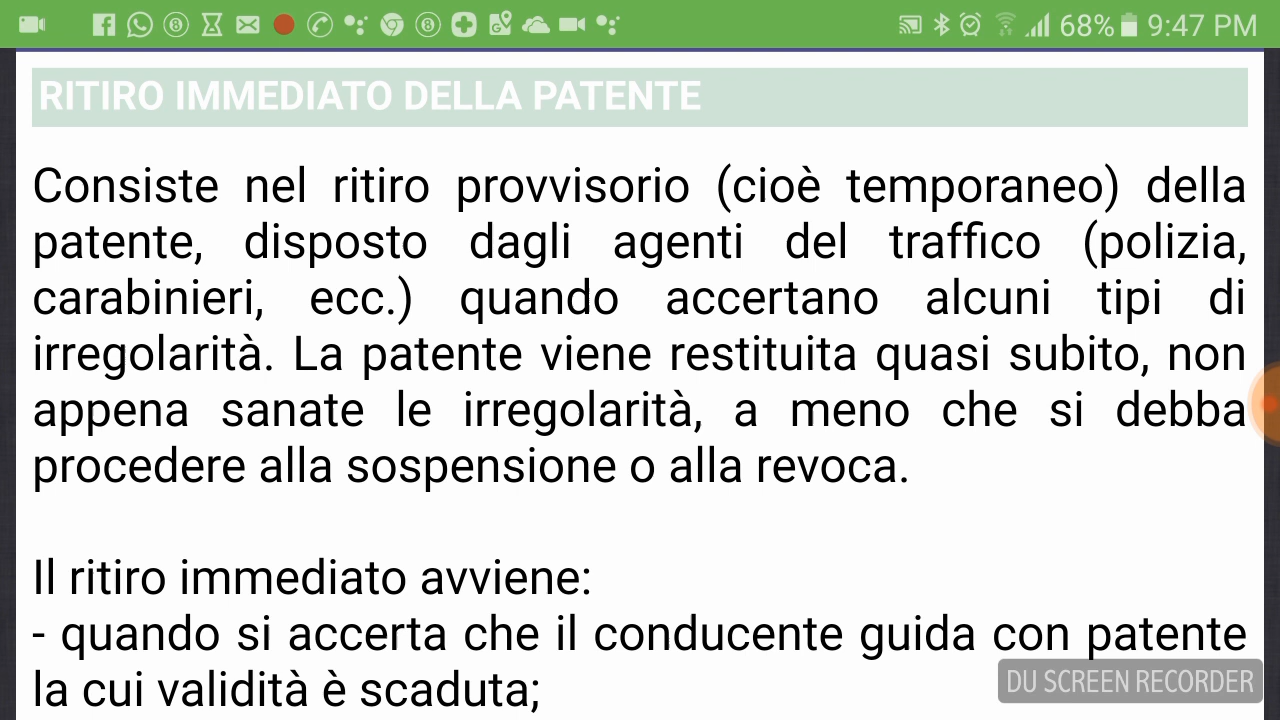 68% 9:47 PM
RITIRO IMMEDIATO DELLA PATENTE
Consiste nel ritiro provvisorio (cioè temporaneo) della
patente, disposto dagli agenti del traffico (polizia,
carabinieri, ecc.) quando accertano alcuni tipi di
irregolarità. La patente viene restituita quasi subito, non
appena sanate le irregolarità, a meno che si debba
procedere alla sospensione o alla revoca.
Il ritiro immediato avviene:
- quando si accerta che il conducente guida con patente
la cui validità è scaduta;
DU SCREEN RECORDER